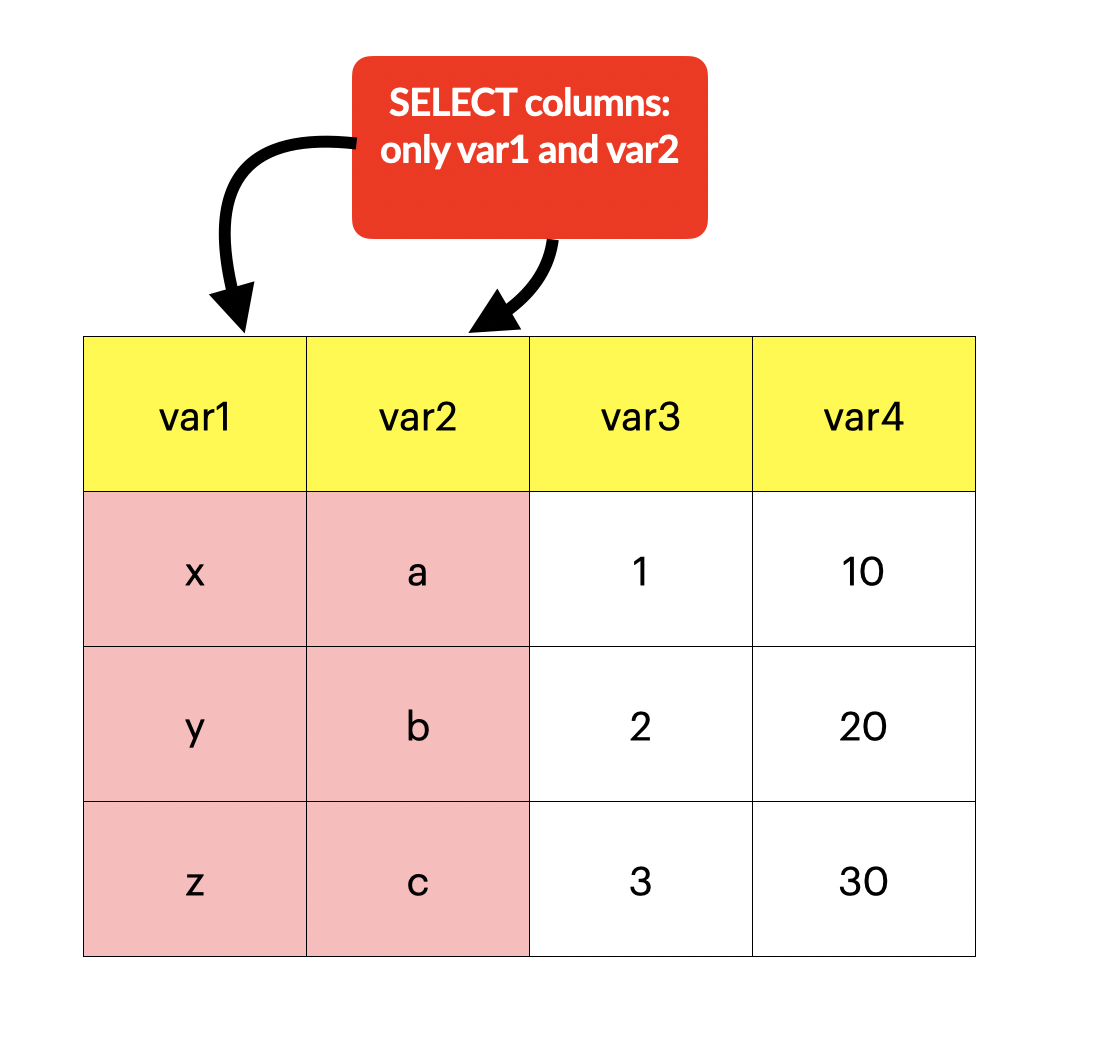 SELECT columns:
only var1 and var2
var1 var2 var3 var4
x a 1 10
y b 2 20
z c 3 30